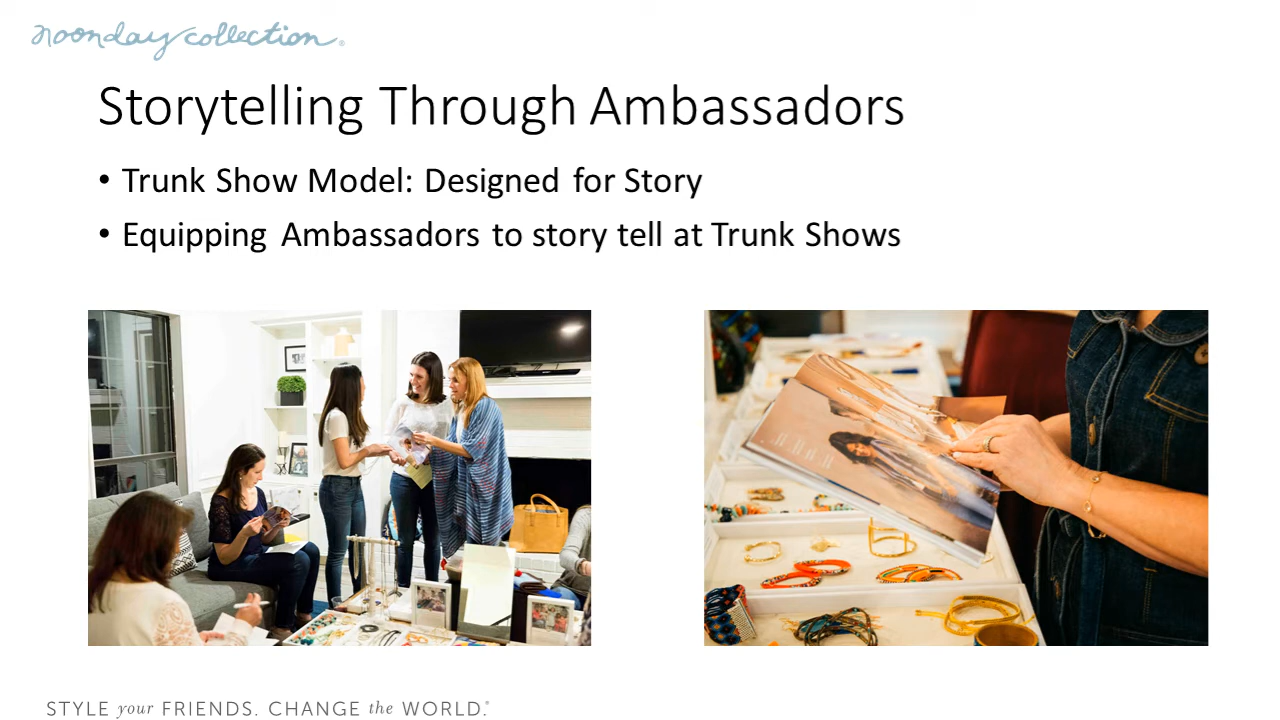 noonday collection®
Storytelling Through Ambassadors
• Trunk Show Model: Designed for Story
• Equipping Ambassadors to story tell at Trunk Shows
STYLE your FRIENDS. CHANGE the WORLD.®